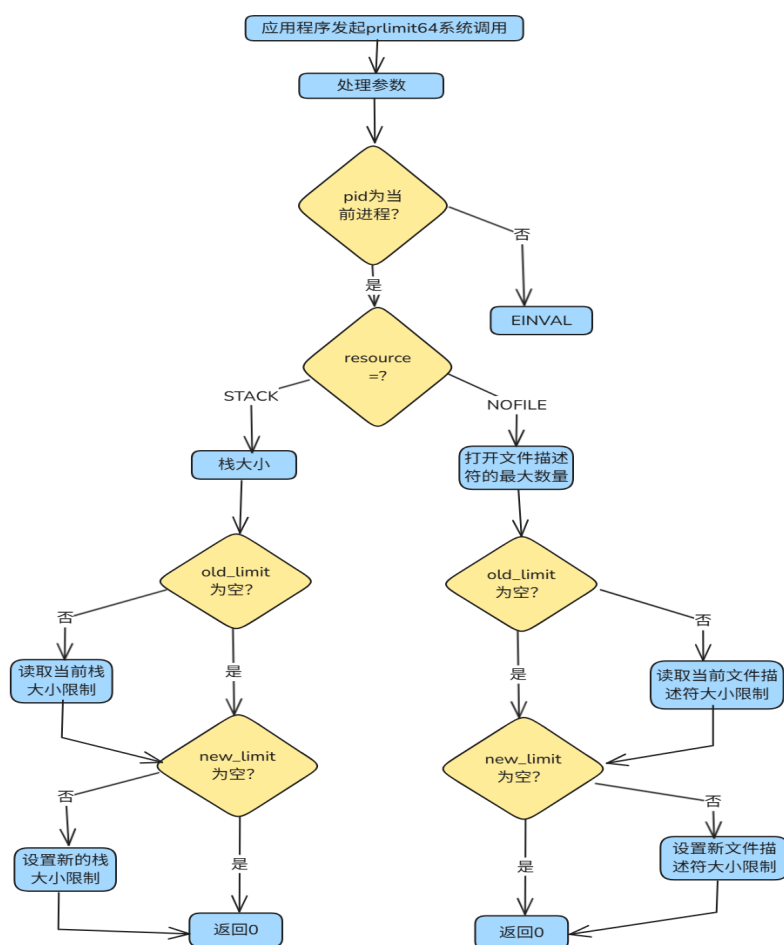 应用程序发起prlimit64系统调用
处理参数
pid为当
前进程?
否
是
EINVAL
resource
=?
STACK
NOFILE
栈大小
打开文件描述
符的最大数量
old_limit
为空?
old_limit
为空?
否
否
读取当前栈
大小限制
是
是
读取当前文件描
述符大小限制
new_limit
为空?
new_limit
为空?
否
否
设置新的栈
大小限制
是
是
设置新文件描
述符大小限制
返回0
返回0